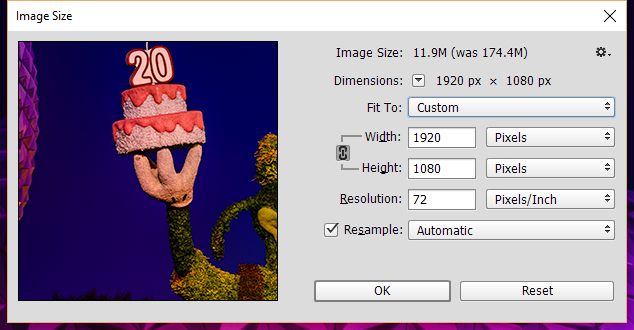 Image Size
20
Image Size: 11.9M (was 174.4M)
Dimensions: 1920 px × 1080 px
Fit To: Custom
Width: 1920 Pixels
Height: 1080 Pixels
Resolution: 72 Pixels/Inch
Resample: Automatic
OK Reset